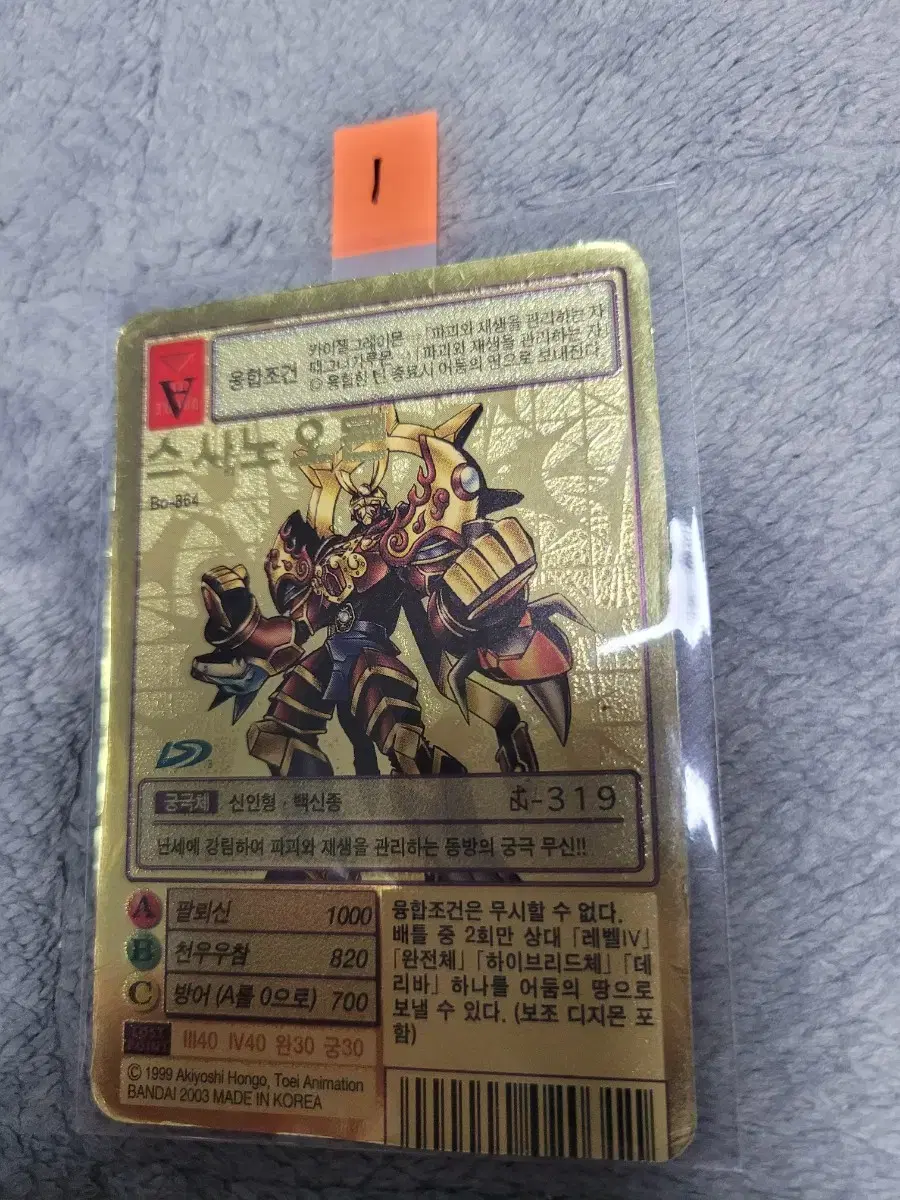 1
융합조건
카이젤그레이몬…「파괴와 재생을 관리하는 자
매그너가루몬…「파괴와 재생을 관리하는 자
◎ 융합한 턴 종료시 어둠의 땅으로 보내진다.
A
스사노오몬
Bo-864
궁극체 신인형·백신종
-319
난세에 강림하여 파괴와 재생을 관리하는 동방의 궁극 무신!!
A 팔뢰신 1000
B 천우우참 820
C 방어 (A를 0으로) 700
LOST POINT III40 IV40 완30 궁30
융합조건은 무시할 수 없다.
배틀 중 2회만 상대 「레벨IV」
「완전체」「하이브리드체」「데
리바」 하나를 어둠의 땅으로
보낼 수 있다. (보조 디지몬 포
함)
© 1999 Akiyoshi Hongo, Toei Animation
BANDAI 2003 MADE IN KOREA